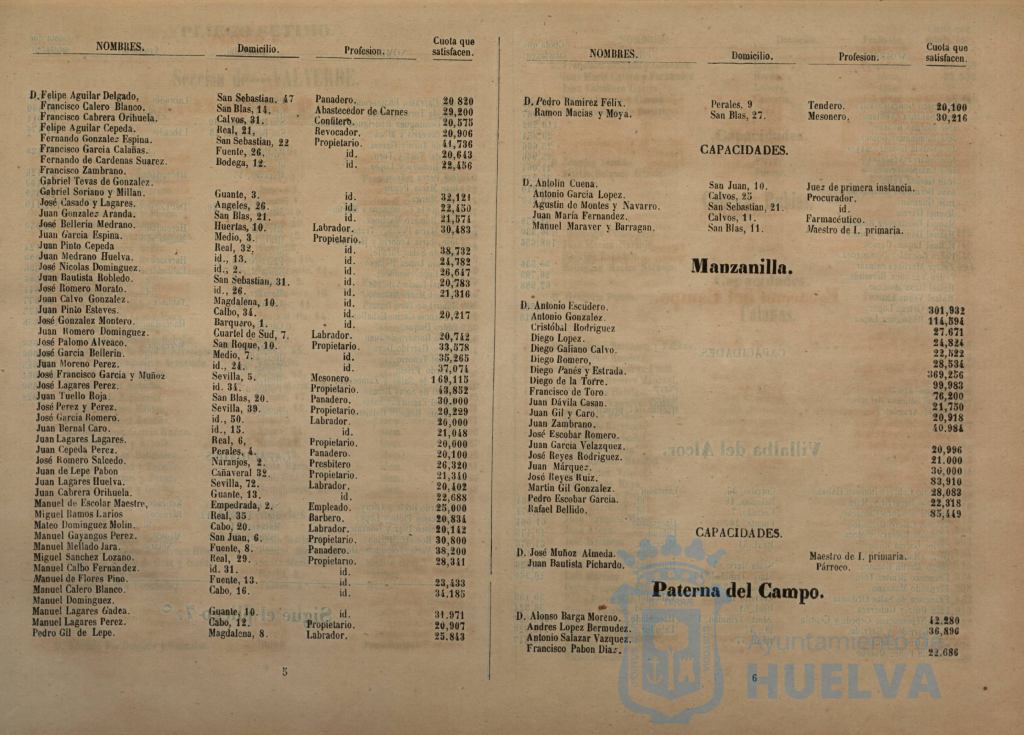 NOMBRES. Domicilio. Profesion. Cuota que satisfacen.
D. Felipe Aguilar Delgado, San Sebastian, 47 Panadero. 20 820
Francisco Calero Blanco, San Blas, 14. Abastecedor de Carnes 29,200
Francisco Cabrera Orihuela. Calvos, 31. Confitero. 20,575
Felipe Aguilar Cepeda. Real, 21, Revocador. 20,906
Fernando Gonzalez Espina. San Sebastian, 22 Propietario. 41,736
Francisco Garcia Calañas. Fuente, 26. id. 20,643
Fernando de Cardenas Suarez. Bodega, 12. id. 22,456
Francisco Zambrano.
Gabriel Tevas de Gonzalez.
Gabriel Soriano y Millan. Guante, 3. id. 32,121
José Casado y Lagares. Angeles, 26. id. 22,450
Juan Gonzalez Aranda. San Blas, 21. id. 21,574
José Bellerin Medrano. Huertas, 10. Labrador. 30,483
Juan Garcia Espina. Medio, 3. Propietario.
Juan Pinto Cepeda Real, 32. id. 38,732
Juan Medrano Huelva. id., 13. id. 24,782
José Nicolas Dominguez. id., 2. id. 26,647
Juan Bautista Robledo. San Sebastian, 31. id. 20,783
José Romero Morato. id., 26. id. 21,316
Juan Calvo Gonzalez. Magdalena, 10. id.
Juan Pinto Esteves. Calbo, 34. id. 20,217
José Gonzalez Montero. Barquero, 1. id.
Juan Romero Dominguez. Cuartel de Sud, 7. Labrador. 20,742
José Palomo Alveaco. San Roque, 10. Propietario. 33,578
José Garcia Bellerin. Medio, 7. id. 35,265
Juan Moreno Perez. id., 24. id. 37,074
José Francisco Garcia y Muñoz Sevilla, 5. Mesonero. 169,115
José Lagares Perez. id. 34. Propietario. 43,852
Juan Tuello Roja. San Blas, 20. Panadero. 30.000
José Perez y Perez. Sevilla, 39. Propietario. 20,229
José Garcia Romero. id., 50. Labrador. 20,000
Juan Bernal Caro. id., 15. id. 21,048
Juan Lagares Lagares. Real, 6, Propietario. 20,000
Juan Cepeda Perez. Perales, 4. Panadero. 20,100
José Romero Salcedo. Naranjos, 2. Presbitero 26,320
Juan de Lepe Pabon Cañaveral 32. Propietario. 21,340
Juan Lagares Huelva. Sevilla, 72. Labrador. 20,402
Juan Cabrera Orihuela. Guante, 13. id. 22,688
Manuel de Escolar Maestre, Empedrada, 2. Empleado. 25,000
Miguel Ramos Larios Real, 35. Barbero. 20,834
Mateo Dominguez Molin. Cabo, 20. Labrador. 20,142
Manuel Gayangos Perez. San Juan, 6. Propietario. 30,800
Manuel Mellado Jara. Fuente, 8. Panadero. 38,200
Miguel Sanchez Lozano. Real, 29. Propietario. 28,341
Manuel Calbo Fernandez. id. 31. id.
Manuel de Flores Pino. Fuente, 13. id. 23,433
Manuel Calero Blanco. Cabo, 16. id. 34,185
Manuel Dominguez.
Manuel Lagares Gadea. Guante, 10. id. 31.971
Manuel Lagares Perez. Cabo, 12. Propietario. 20,907
Pedro Gil de Lepe. Magdalena, 8. Labrador. 25.843
5
NOMBRES. Domicilio. Profesion. Cuota que satisfacen.
D. Pedro Ramirez Félix. Perales, 9 Tendero. 20,100
Ramon Macias y Moya. San Blas, 27. Mesonero, 30,216
CAPACIDADES.
D. Antolin Cuena. San Juan, 10. Juez de primera instancia.
Antonio Garcia Lopez. Calvos, 25 Procurador.
Agustin de Montes y Navarro. San Sebastian, 21. id.
Juan María Fernandez. Calvos, 11. Farmacéutico.
Manuel Maraver y Barragan. San Blas, 11. Maestro de I. primaria.
Manzanilla.
D. Antonio Escudero. 301,932
Antonio Gonzalez. 114,594
Cristóbal Rodriguez 27.671
Diego Lopez. 24,824
Diego Galiano Calvo. 22,522
Diego Romero, 28,534
Diego Panés y Estrada. 369,256
Diego de la Torre. 99,983
Francisco de Toro. 76,200
Juan Dávila Casan. 21,750
Juan Gil y Caro. 20,918
Juan Zambrano. 40.984
José Escobar Romero.
Juan Garcia Velazquez. 20,996
José Reyes Rodriguez. 21.000
Juan Márquez. 30,000
José Reyes Ruiz. 83,910
Martin Gil Gonzalez. 28,083
Pedro Escobar Garcia. 22,318
Rafael Bellido. 85,449
CAPACIDADES.
D. José Muñoz Almeda. Maestro de I. primaria.
Juan Bautista Pichardo. Párroco.
Paterna del Campo.
D. Alonso Barga Moreno. 42.280
Andres Lopez Bermudez. 36,896
Antonio Salazar Vazquez.
Francisco Pabon Diaz. 22.686
6
Ayuntamiento de
HUELVA